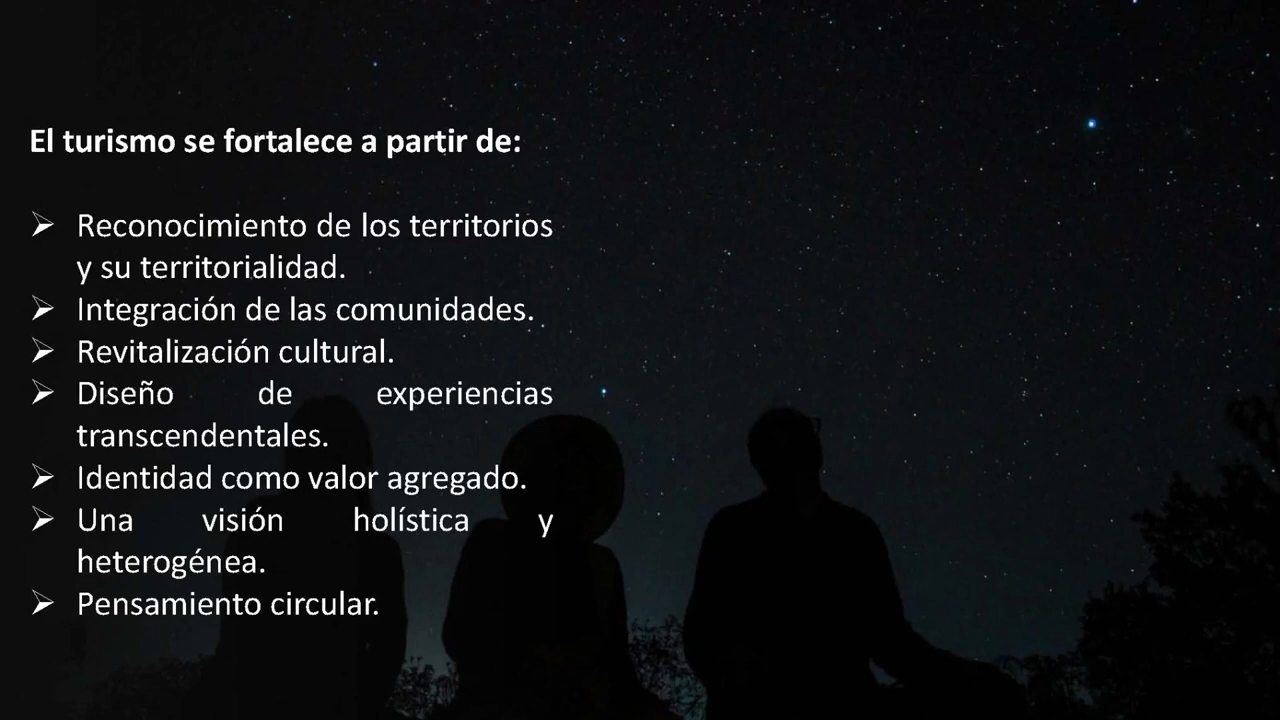 El turismo se fortalece a partir de:
➢ Reconocimiento de los territorios
y su territorialidad.
➢ Integración de las comunidades.
➢ Revitalización cultural.
➢ Diseño de experiencias
transcendentales.
➢ Identidad como valor agregado.
➢ Una visión holística y
heterogénea.
➢ Pensamiento circular.